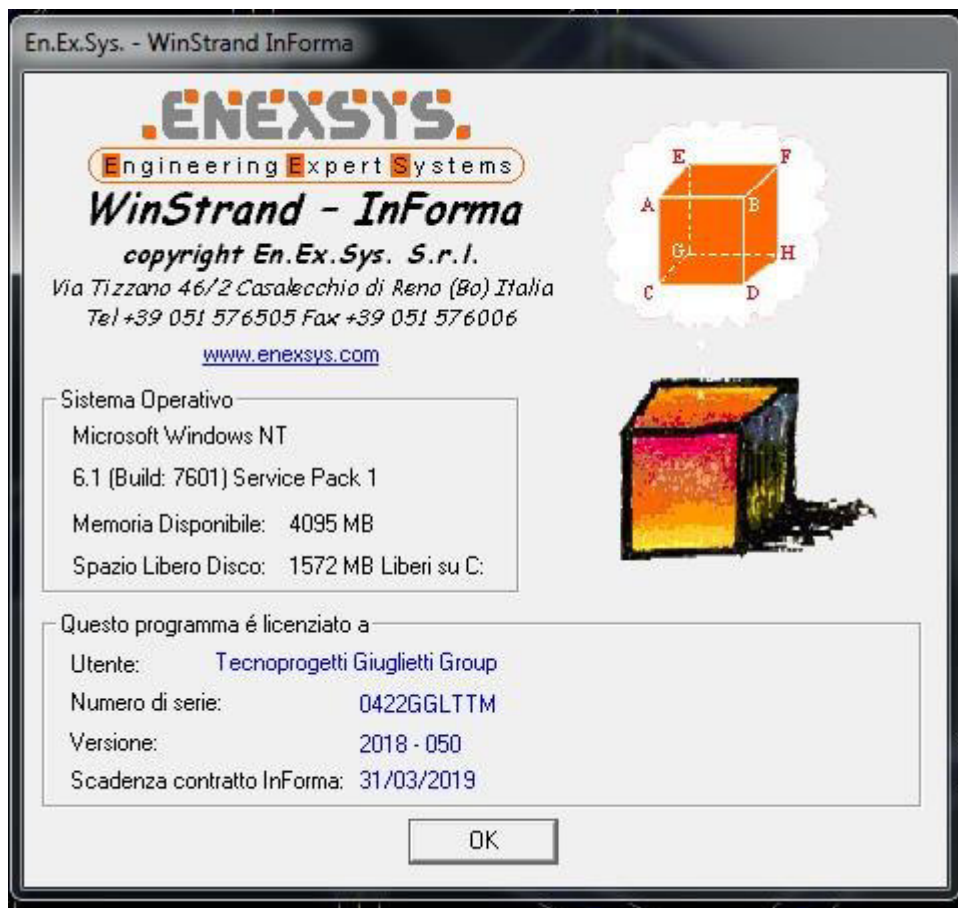 En.Ex.Sys. - WinStrand InForma
.ENEXSYS.
Engineering Expert Systems
WinStrand - InForma
copyright En.Ex.Sys. S.r.l.
Via Tizzano 46/2 Casalecchio di Reno (Bo) Italia
Tel +39 051 576505 Fax +39 051 576006
www.enexsys.com
E F
A B
G H
C D
Sistema Operativo
Microsoft Windows NT
6.1 (Build: 7601) Service Pack 1
Memoria Disponibile: 4095 MB
Spazio Libero Disco: 1572 MB Liberi su C:
Questo programma é licenziato a
Utente: Tecnoprogetti Giuglietti Group
Numero di serie: 0422GGLTTM
Versione: 2018 - 050
Scadenza contratto InForma: 31/03/2019
OK